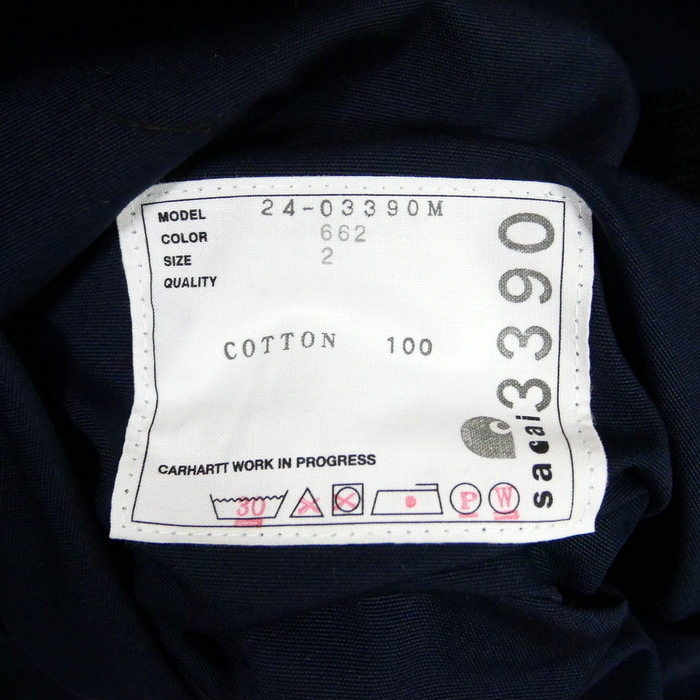 MODEL 24-03390M
COLOR 662
SIZE 2
QUALITY
COTTON 100
CARHARTT WORK IN PROGRESS
30
P
W
sacai
3390